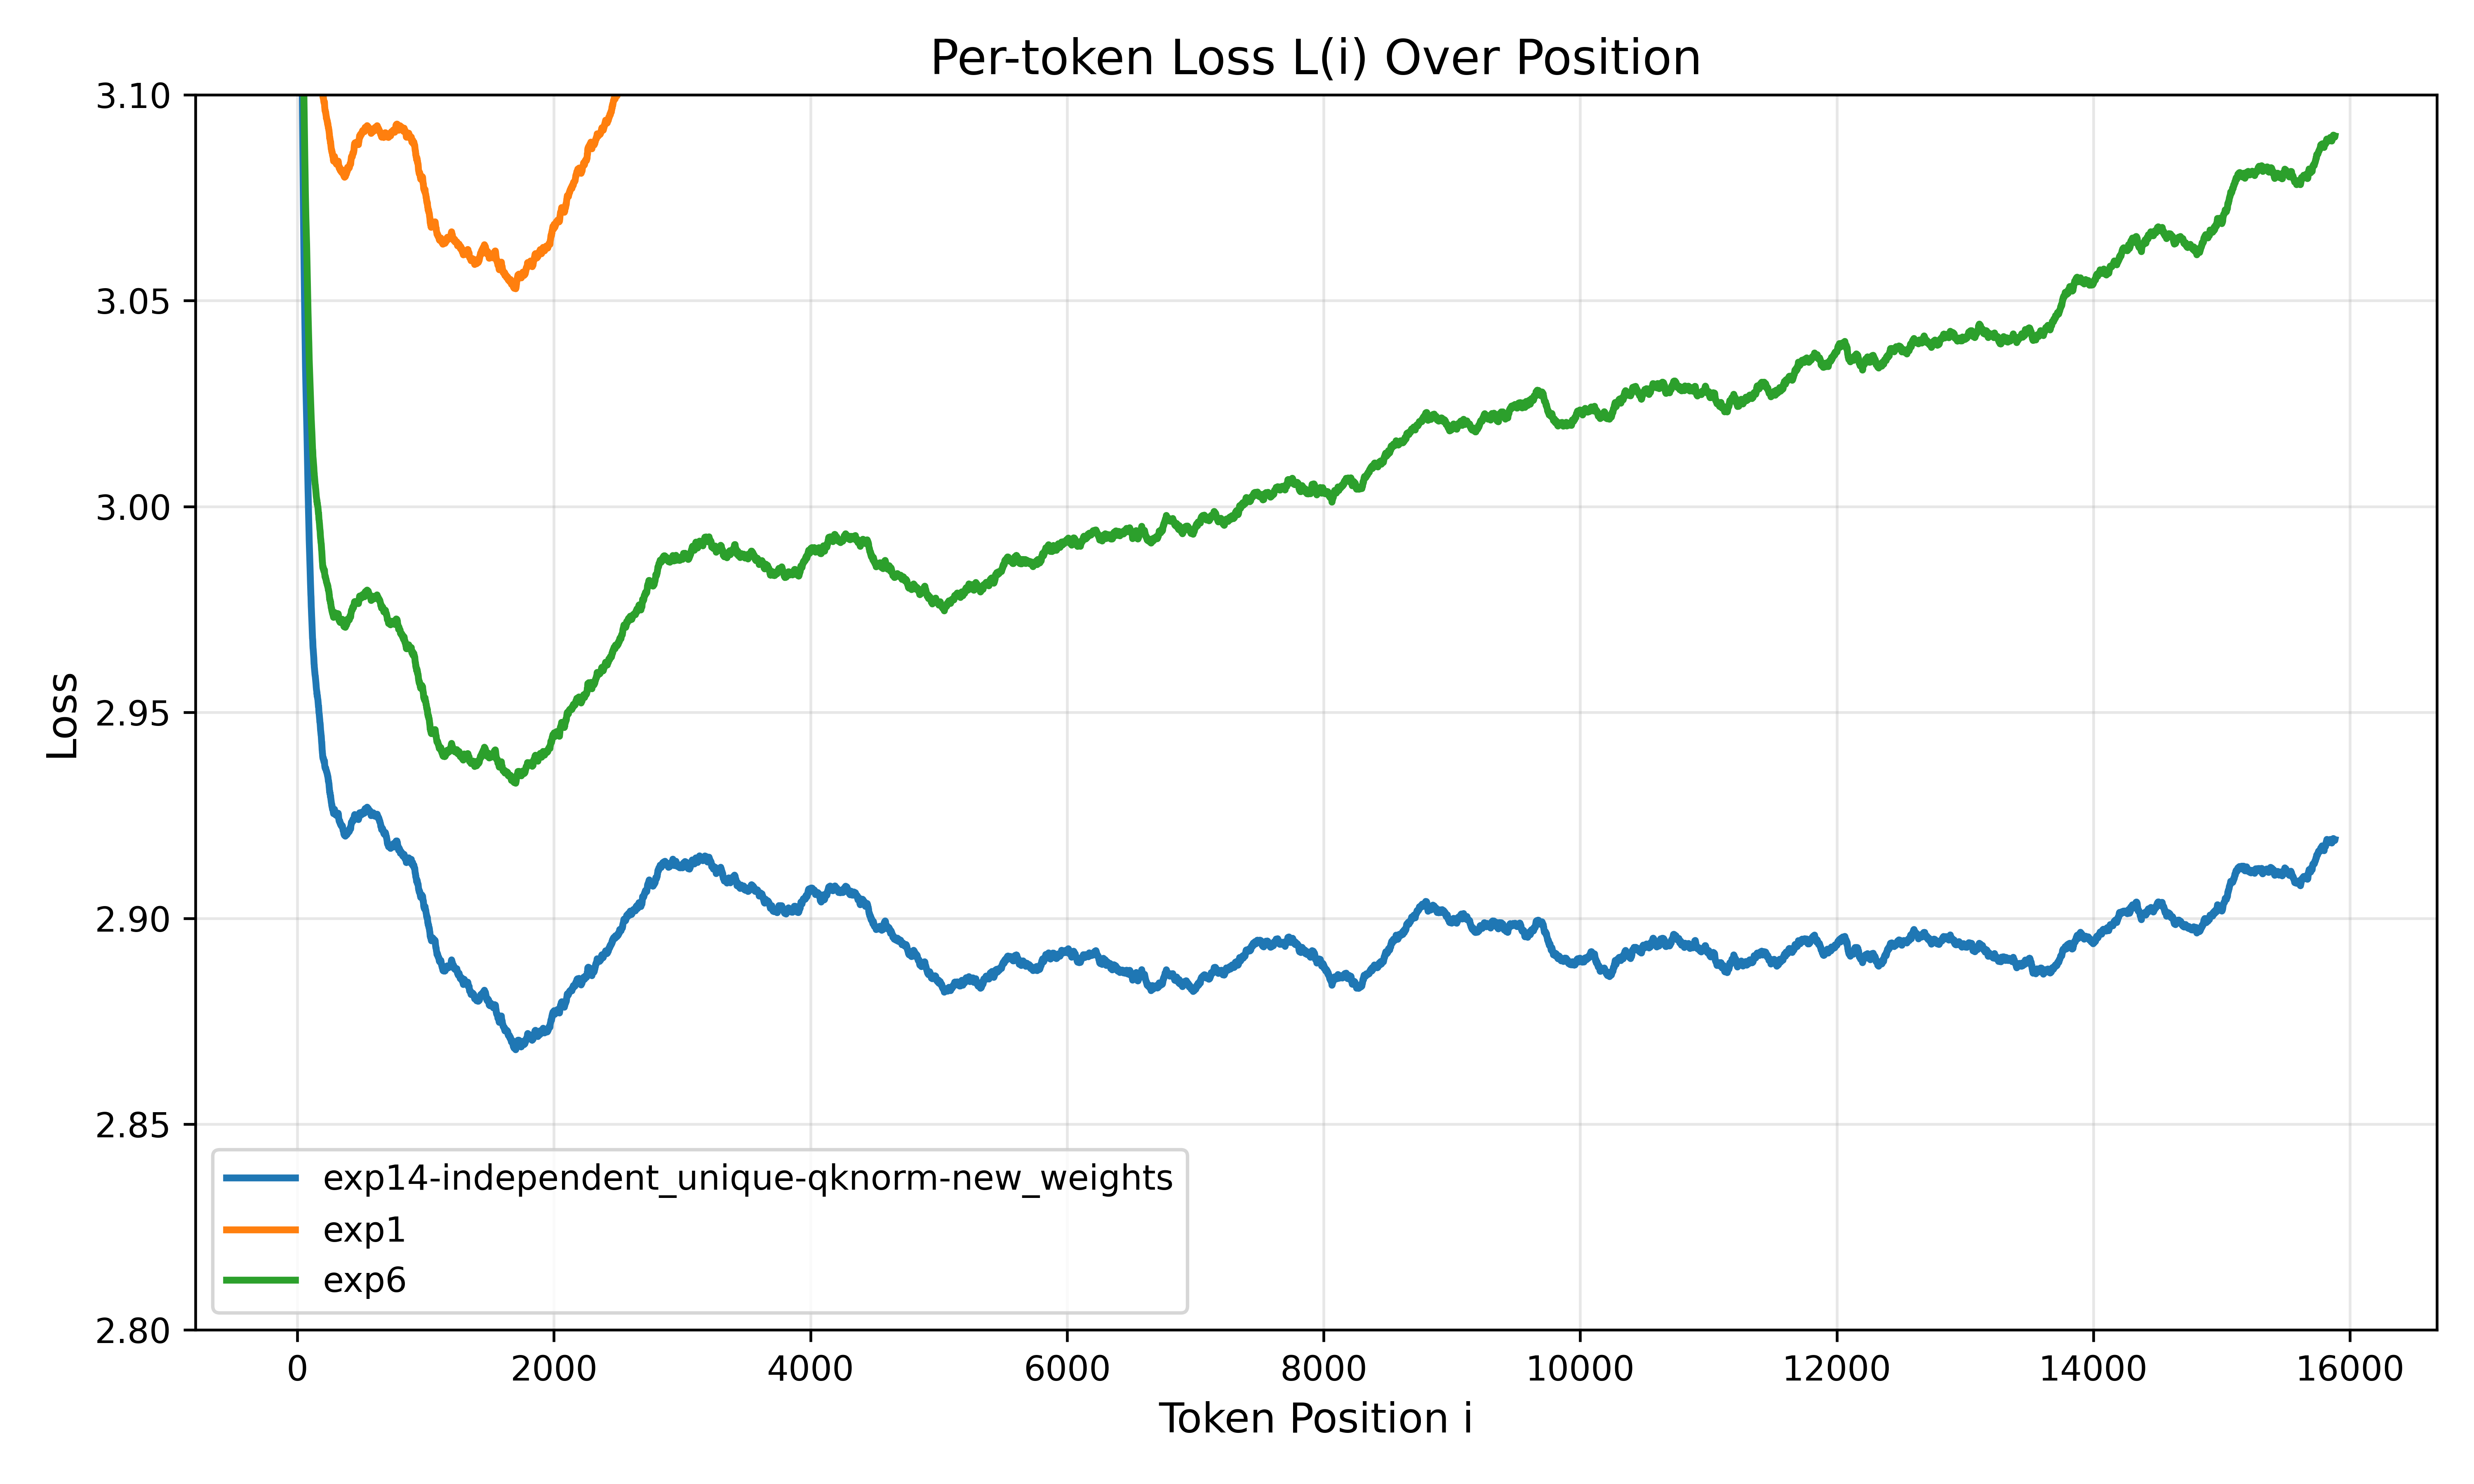 Per-token Loss L(i) Over Position
3.10
3.05
3.00
2.95
2.90
2.85
2.80
Loss
exp14-independent_unique-qknorm-new_weights
exp1
exp6
0 2000 4000 6000 8000 10000 12000 14000 16000
Token Position i